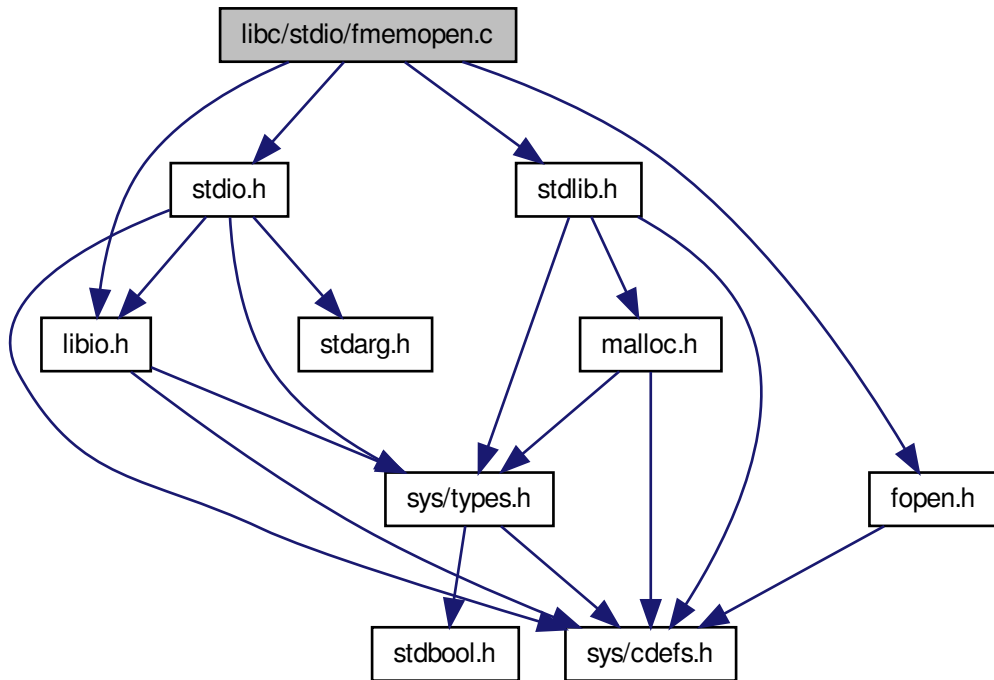 libc/stdio/fmemopen.c
stdio.h
stdlib.h
libio.h
stdarg.h
malloc.h
sys/types.h
fopen.h
stdbool.h
sys/cdefs.h